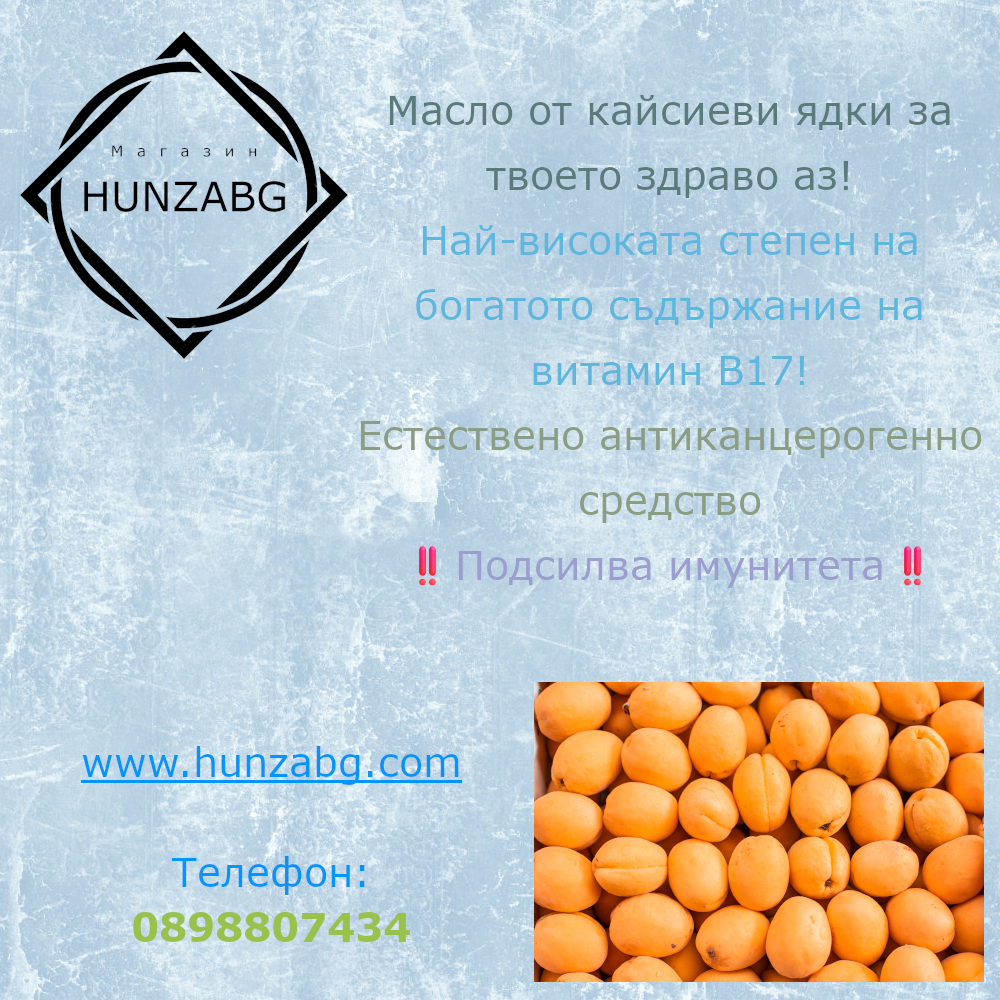 Магазин
HUNZABG
Масло от кайсиеви ядки за
твоето здраво аз!
Най-високата степен на
богатото съдържание на
витамин B17!
Естествено антиканцерогенно
средство
‼ Подсилва имунитета ‼
www.hunzabg.com
Телефон:
0898807434